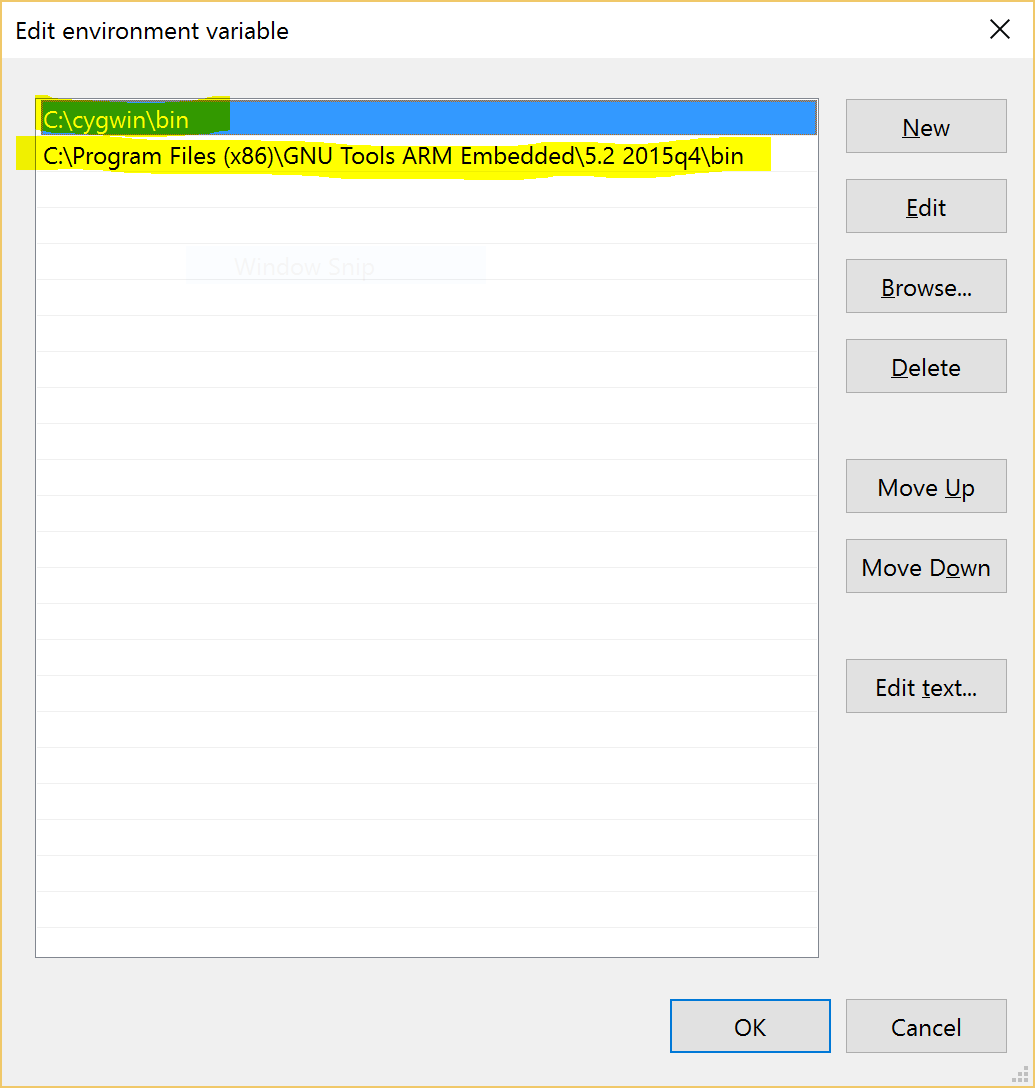 Edit environment variable
C:\cygwin\bin
C:\Program Files (x86)\GNU Tools ARM Embedded\5.2 2015q4\bin
Window Snip
New
Edit
Browse...
Delete
Move Up
Move Down
Edit text...
OK
Cancel